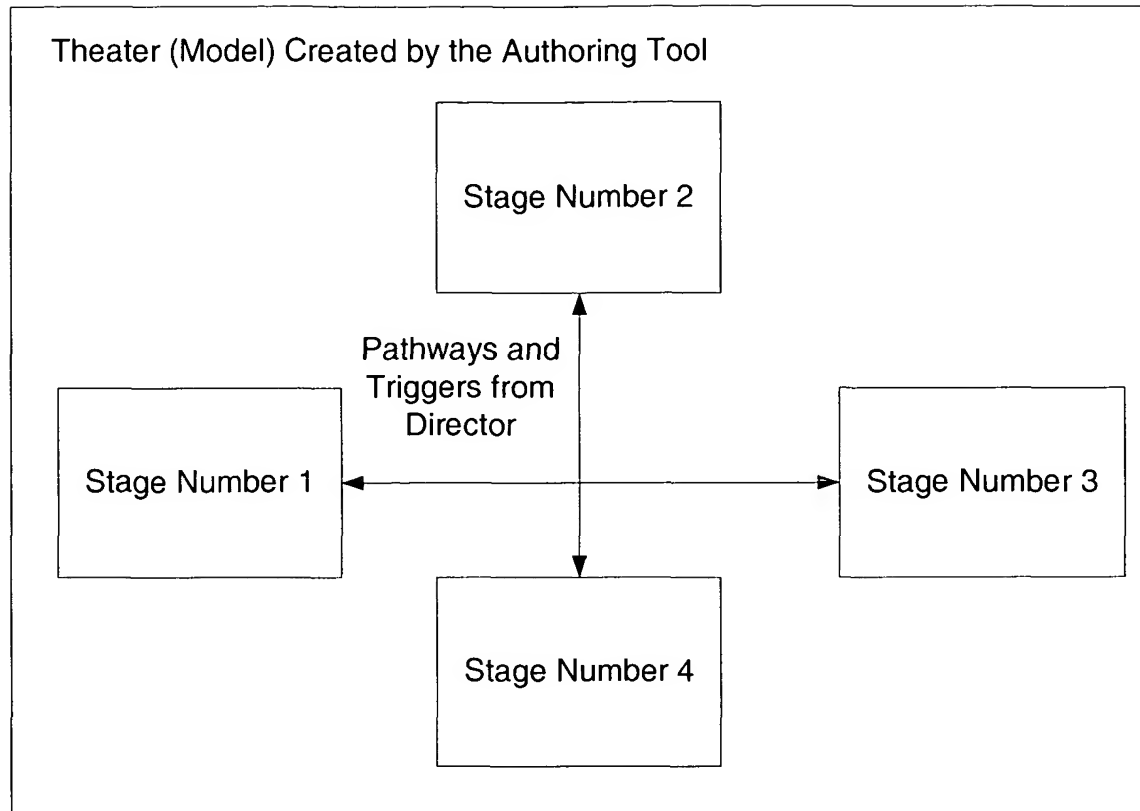 Theater (Model) Created by the Authoring Tool
Stage Number 2
Pathways and
Triggers from
Director
Stage Number 1
Stage Number 3
Stage Number 4